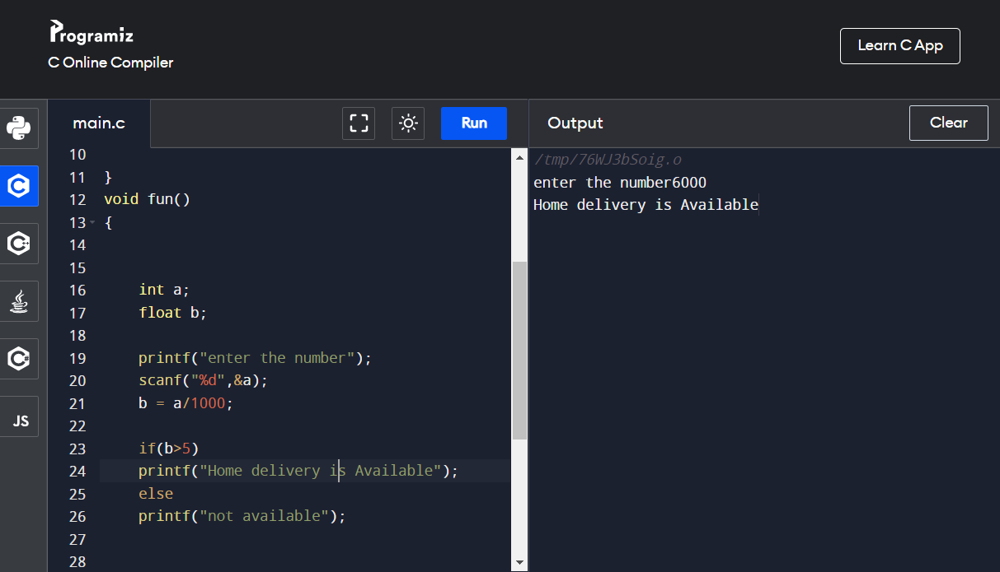 Programiz
C Online Compiler
Learn C App
main.c
Run
Output
Clear
10
11 }
12 void fun()
13 {
14
15
16 int a;
17 float b;
18
19 printf("enter the number");
20 scanf("%d",&a);
21 b = a/1000;
22
23 if(b>5)
24 printf("Home delivery is Available");
25 else
26 printf("not available");
27
28
/tmp/76WJ3bSoig.o
enter the number6000
Home delivery is Available
C
C++
C#
JS